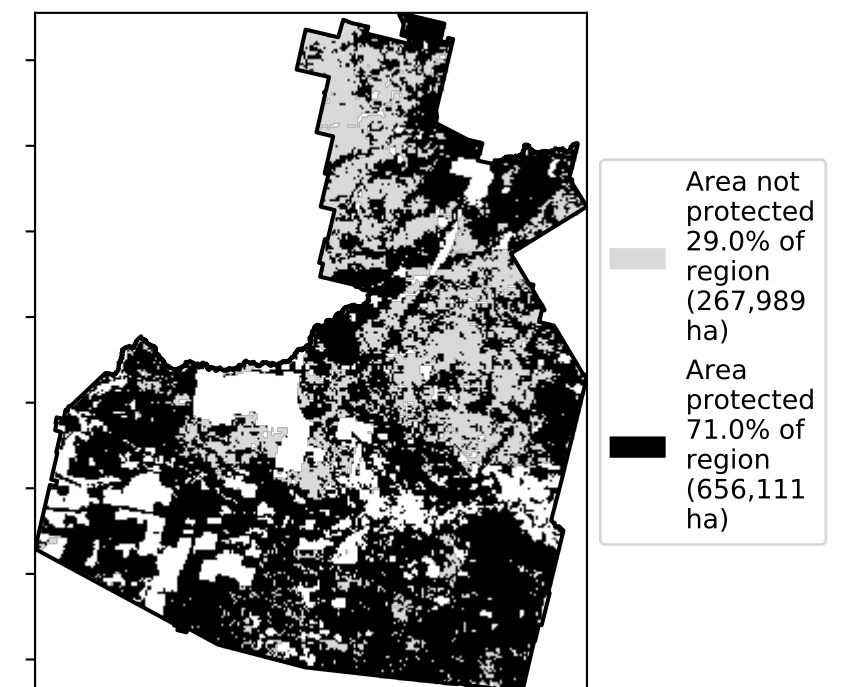 Area not
protected
29.0% of
region
(267,989
ha)
Area
protected
71.0% of
region
(656,111
ha)